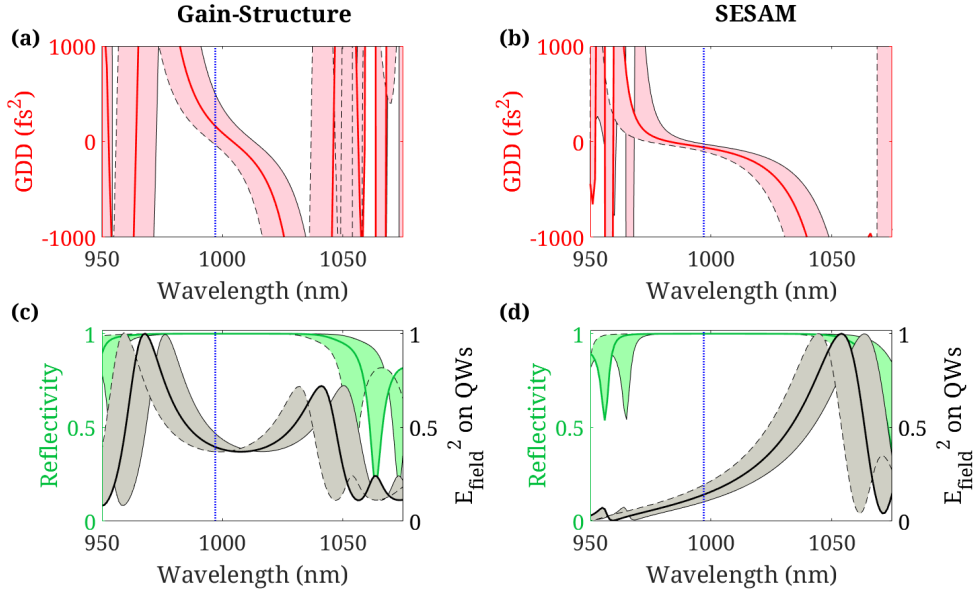 Gain-Structure
SESAM
(a)
(b)
1000
0
-1000
GDD (fs²)
950
1000
1050
Wavelength (nm)
1000
0
-1000
GDD (fs²)
950
1000
1050
Wavelength (nm)
(c)
(d)
1
0.5
0
Reflectivity
1
0.5
0
E_field² on QWs
950
1000
1050
Wavelength (nm)
1
0.5
0
Reflectivity
1
0.5
0
E_field² on QWs
950
1000
1050
Wavelength (nm)